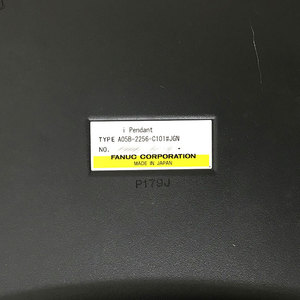 i Pendant
TYPE A05B-2256-C101#JGN
NO.
FANUC CORPORATION
MADE IN JAPAN
P179J